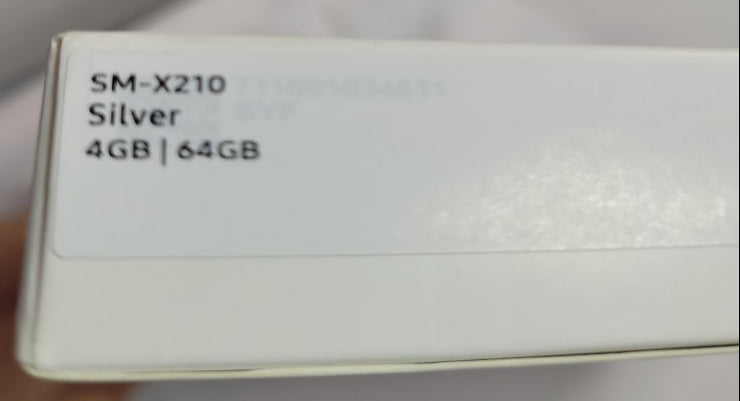 SM-X210
Silver
4GB | 64GB